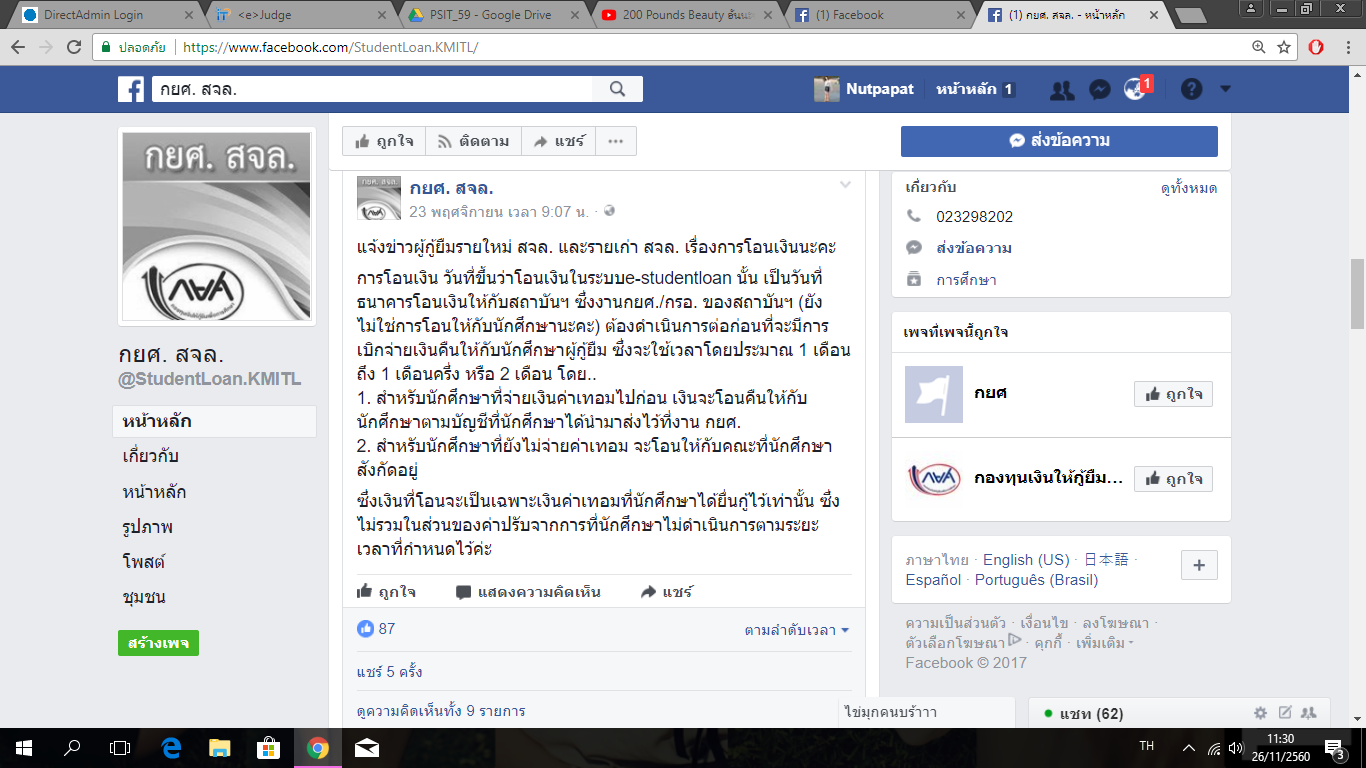 DirectAdmin Login
<e>Judge
PSIT_59 - Google Drive
200 Pounds Beauty ฮันนะ
(1) Facebook
(1) กยศ. สจล. - หน้าหลัก
ปลอดภัย
https://www.facebook.com/StudentLoan.KMITL/
กยศ. สจล.
Nutpapat
หน้าหลัก 1
1
กยศ. สจล.
กยศ
กยศ. สจล.
@StudentLoan.KMITL
หน้าหลัก
เกี่ยวกับ
หน้าหลัก
รูปภาพ
โพสต์
ชุมชน
สร้างเพจ
ถูกใจ
ติดตาม
แชร์
ส่งข้อความ
กยศ. สจล.
23 พฤศจิกายน เวลา 9:07 น. ·
แจ้งข่าวผู้กู้ยืมรายใหม่ สจล. และรายเก่า สจล. เรื่องการโอนเงินนะคะ
การโอนเงิน วันที่ขึ้นว่าโอนเงินในระบบe-studentloan นั้น เป็นวันที่
ธนาคารโอนเงินให้กับสถาบันฯ ซึ่งงานกยศ./กรอ. ของสถาบันฯ (ยัง
ไม่ใช่การโอนให้กับนักศึกษานะคะ) ต้องดำเนินการต่อก่อนที่จะมีการ
เบิกจ่ายเงินคืนให้กับนักศึกษาผู้กู้ยืม ซึ่งจะใช้เวลาโดยประมาณ 1 เดือน
ถึง 1 เดือนครึ่ง หรือ 2 เดือน โดย..
1. สำหรับนักศึกษาที่จ่ายเงินค่าเทอมไปก่อน เงินจะโอนคืนให้กับ
นักศึกษาตามบัญชีที่นักศึกษาได้นำมาส่งไว้ที่งาน กยศ.
2. สำหรับนักศึกษาที่ยังไม่จ่ายค่าเทอม จะโอนให้กับคณะที่นักศึกษา
สังกัดอยู่
ซึ่งเงินที่โอนจะเป็นเฉพาะเงินค่าเทอมที่นักศึกษาได้ยื่นกู้ไว้เท่านั้น ซึ่ง
ไม่รวมในส่วนของค่าปรับจากการที่นักศึกษาไม่ดำเนินการตามระยะ
เวลาที่กำหนดไว้ค่ะ
ถูกใจ
แสดงความคิดเห็น
แชร์
87
ตามลำดับเวลา
แชร์ 5 ครั้ง
ดูความคิดเห็นทั้ง 9 รายการ
เกี่ยวกับ
ดูทั้งหมด
023298202
ส่งข้อความ
การศึกษา
เพจที่เพจนี้ถูกใจ
กยศ
ถูกใจ
กองทุนเงินให้กู้ยืม...
ถูกใจ
ภาษาไทย · English (US) · 日本語 ·
Español · Português (Brasil)
ความเป็นส่วนตัว · เงื่อนไข · ลงโฆษณา ·
ตัวเลือกโฆษณา · คุกกี้ · เพิ่มเติม
Facebook © 2017
ไข่มุกคนบร้าาา
แชท (62)
TH
11:30
26/11/2560
3